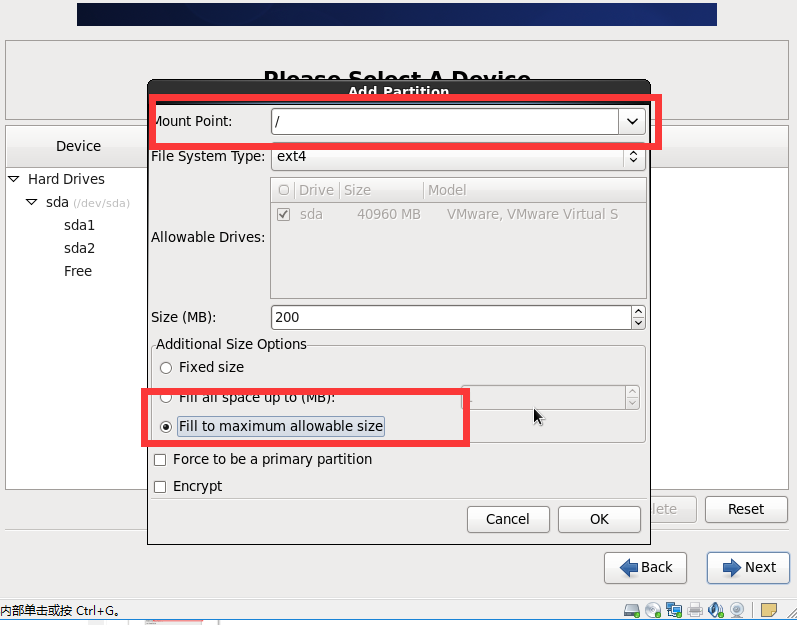 Please Select A Device
Add Partition
Mount Point:
/
File System Type:
ext4
Device
Hard Drives
sda (/dev/sda)
sda1
sda2
Free
Allowable Drives:
Drive Size Model
sda 40960 MB VMware, VMware Virtual S
Size (MB):
200
Additional Size Options
Fixed size
Fill all space up to (MB):
Fill to maximum allowable size
Force to be a primary partition
Encrypt
Cancel
OK
Reset
Back
Next
内部单击或按 Ctrl+G。